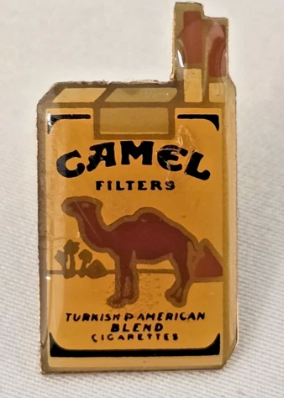 CAMEL
FILTERS
TURKISH & AMERICAN
BLEND
CIGARETTES